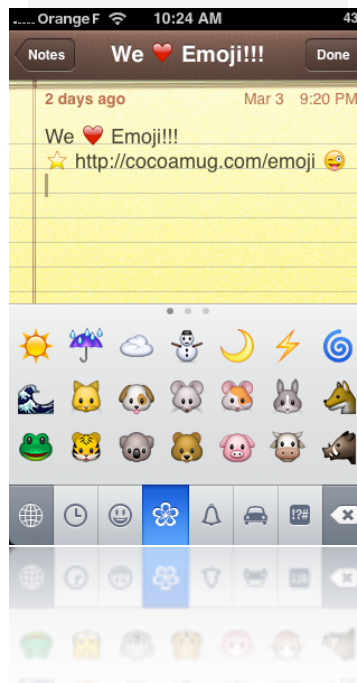 ..... Orange F 10:24 AM 43
Notes We ❤️ Emoji!!! Done
2 days ago Mar 3 9:20 PM
We ❤️ Emoji!!!
⭐ http://cocoamug.com/emoji 😜
!?#